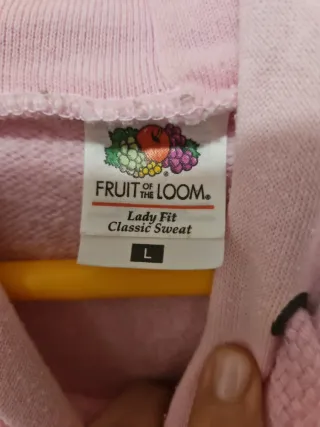 FRUIT OF THE LOOM®
Lady Fit
Classic Sweat
L